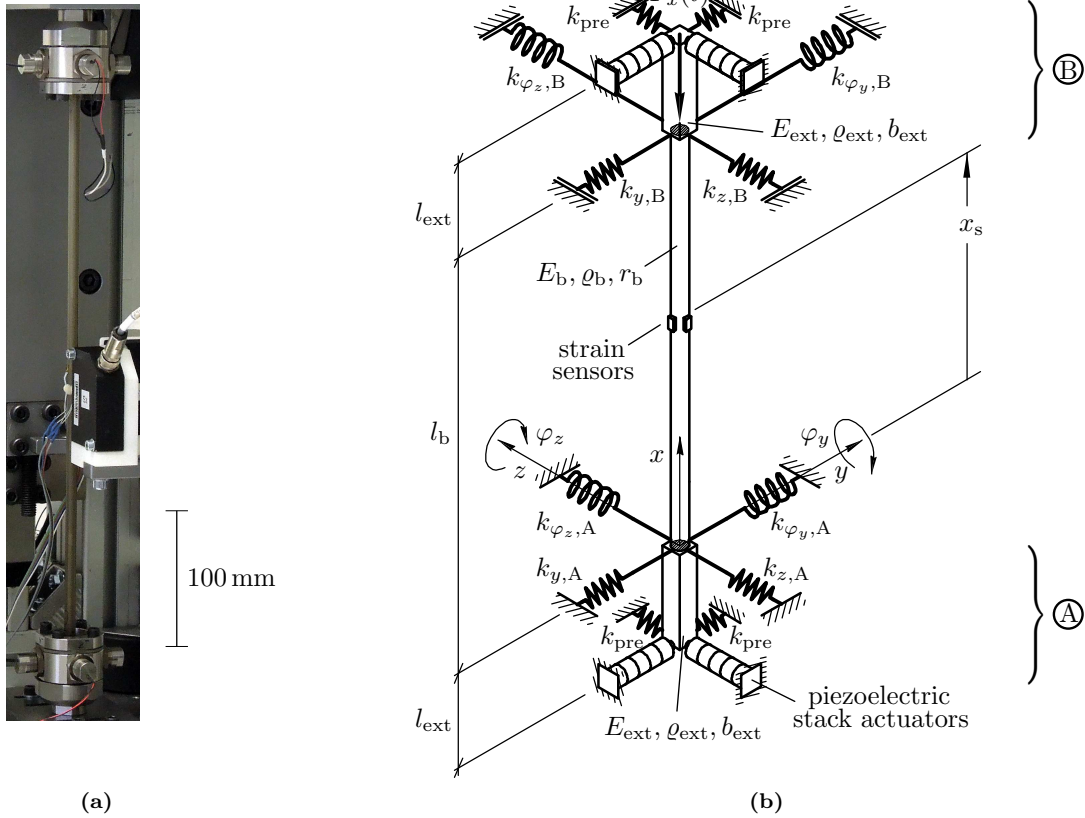 k_pre
k_pre
k_φz,B
k_φy,B
B
E_ext, ϱ_ext, b_ext
k_y,B
k_z,B
l_ext
x_s
E_b, ϱ_b, r_b
strain
sensors
l_b
φ_z
z
x
φ_y
y
k_φz,A
k_φy,A
100 mm
k_y,A
k_z,A
A
k_pre
k_pre
l_ext
E_ext, ϱ_ext, b_ext
piezoelectric
stack actuators
(a)
(b)